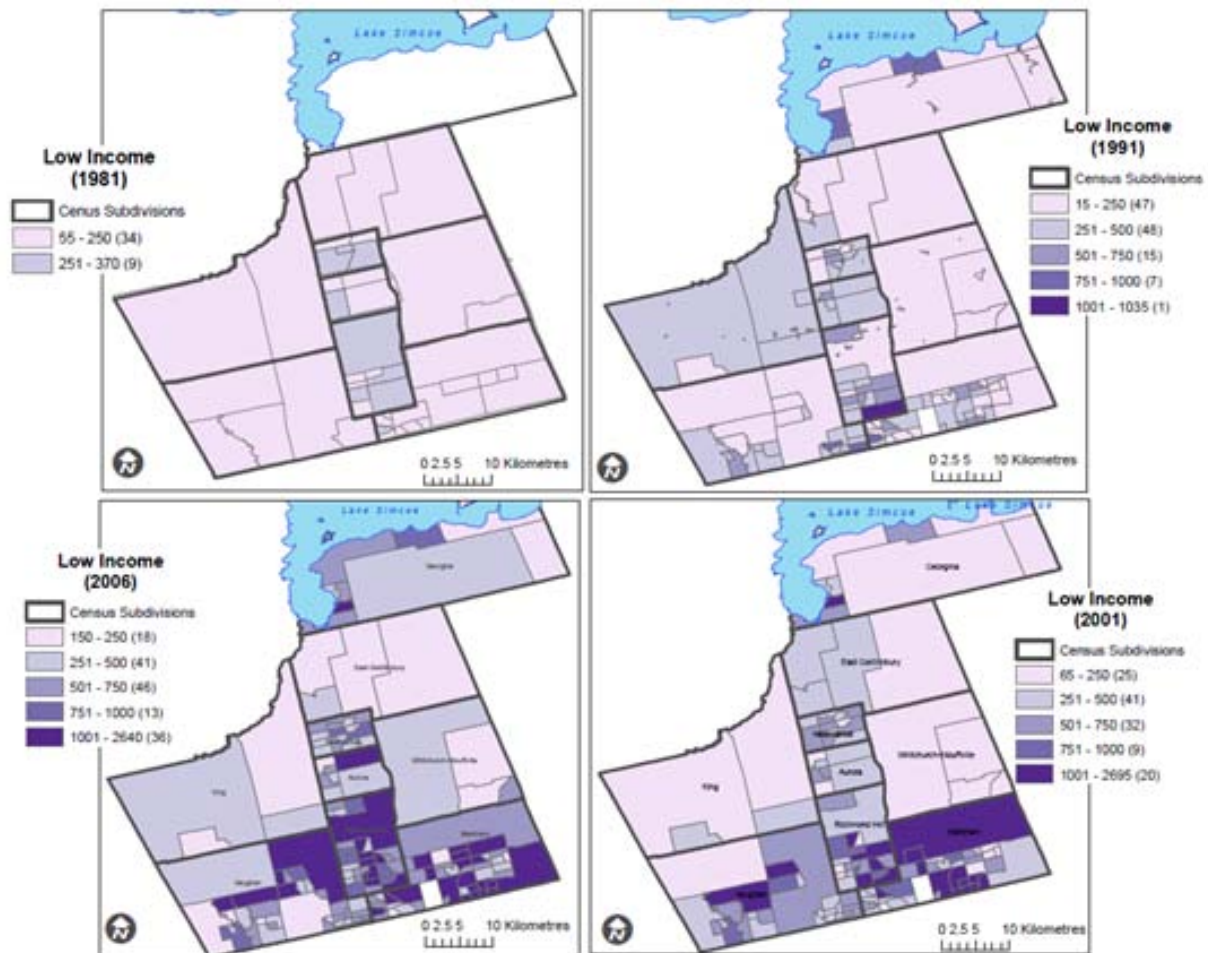 Lake Simcoe
Low Income
(1981)
Cenus Subdivisions
55 - 250 (34)
251 - 370 (9)
N
0 2.5 5 10 Kilometres
Lake Simcoe
Low Income
(1991)
Census Subdivisions
15 - 250 (47)
251 - 500 (48)
501 - 750 (15)
751 - 1000 (7)
1001 - 1035 (1)
N
0 2.5 5 10 Kilometres
Lake Simcoe
Low Income
(2006)
Census Subdivisions
150 - 250 (18)
251 - 500 (41)
501 - 750 (46)
751 - 1000 (13)
1001 - 2640 (36)
Georgina
East Gwillimbury
Whitchurch-Stouffville
Aurora
King
Markham
Vaughan
N
0 2.5 5 10 Kilometres
Lake Simcoe
Lake Simcoe
Low Income
(2001)
Census Subdivisions
65 - 250 (25)
251 - 500 (41)
501 - 750 (32)
751 - 1000 (9)
1001 - 2695 (20)
Georgina
East Gwillimbury
Newmarket
Whitchurch-Stouffville
Aurora
King
Richmond Hill
Markham
Vaughan
N
0 2.5 5 10 Kilometres